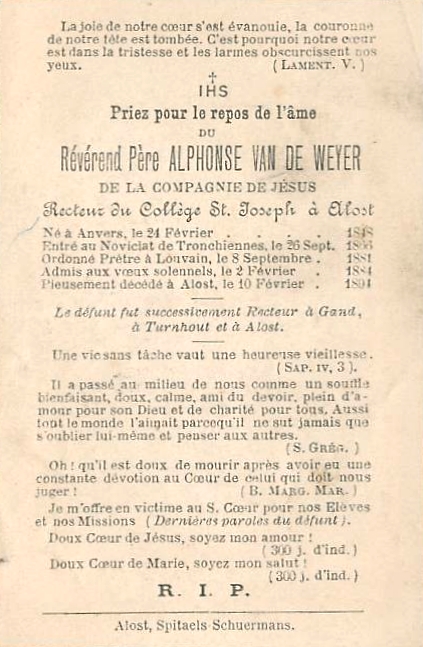 La joie de notre cœur s'est évanouie, la couronne
de notre tête est tombée. C'est pourquoi notre cœur
est dans la tristesse et les larmes obscurcissent nos
yeux. ( LAMENT. V. )
IHS
Priez pour le repos de l'âme
DU
Révérend Père ALPHONSE VAN DE WEYER
DE LA COMPAGNIE DE JÉSUS
Recteur du Collège St. Joseph à Alost
Né à Anvers, le 24 Février . . . . 1848
Entré au Noviciat de Tronchiennes, le 26 Sept.
Ordonné Prêtre à Louvain, le 8 Septembre . 1881
Admis aux vœux solennels, le 2 Février . 1884
Pieusement décédé à Alost, le 10 Février . 1894
Le défunt fut successivement Recteur à Gand,
à Turnhout et à Alost.
Une vie sans tâche vaut une heureuse vieillesse.
( SAP. IV, 3 ).
Il a passé au milieu de nous comme un souffle
bienfaisant, doux, calme, ami du devoir, plein d'a-
mour pour son Dieu et de charité pour tous. Aussi
tout le monde l'aimait parcequ'il ne sut jamais que
s'oublier lui-même et penser aux autres.
( S. GRÉG. )
Oh ! qu'il est doux de mourir après avoir eu une
constante dévotion au Cœur de celui qui doit nous
juger ! ( B. MARG. MAR. )
Je m'offre en victime au S. Cœur pour nos Elèves
et nos Missions ( Dernières paroles du défunt ).
Doux Cœur de Jésus, soyez mon amour !
( 300 j. d'ind. )
Doux Cœur de Marie, soyez mon salut !
( 300 j. d'ind. )
R. I. P.
Alost, Spitaels-Schuermans.